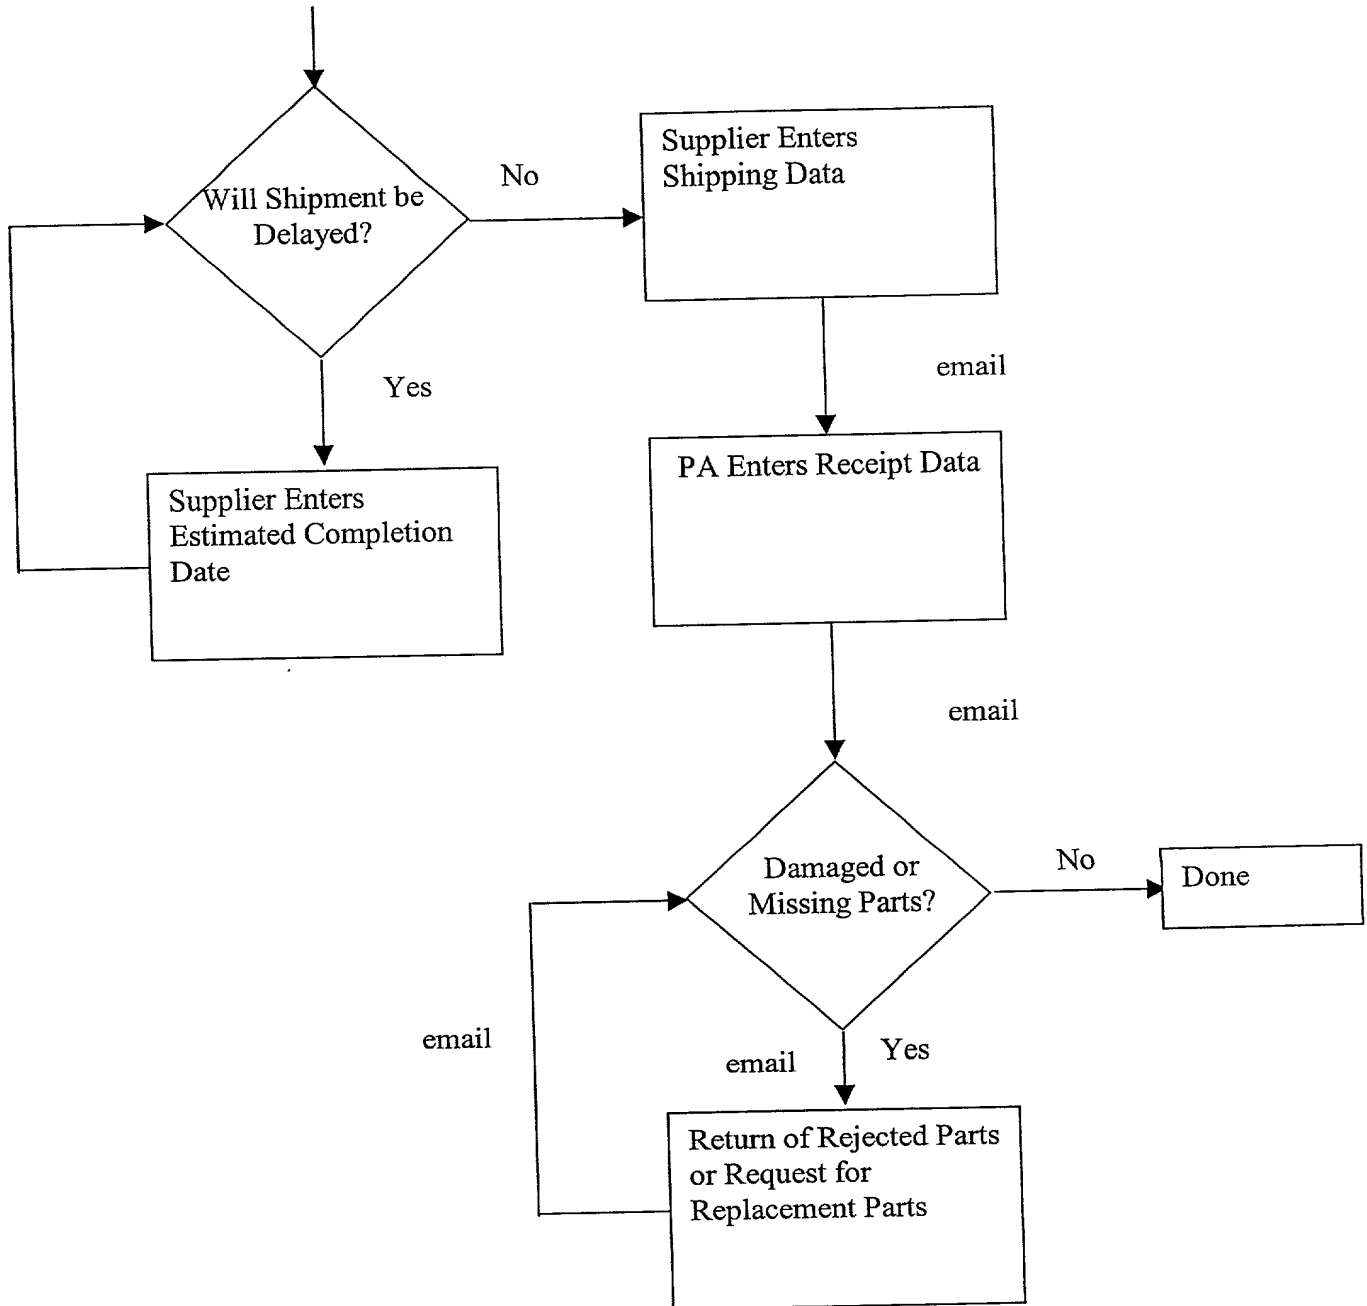 Will Shipment be
Delayed?
No
Supplier Enters
Shipping Data
Yes
email
Supplier Enters
Estimated Completion
Date
PA Enters Receipt Data
email
Damaged or
Missing Parts?
No
Done
email
email
Yes
Return of Rejected Parts
or Request for
Replacement Parts